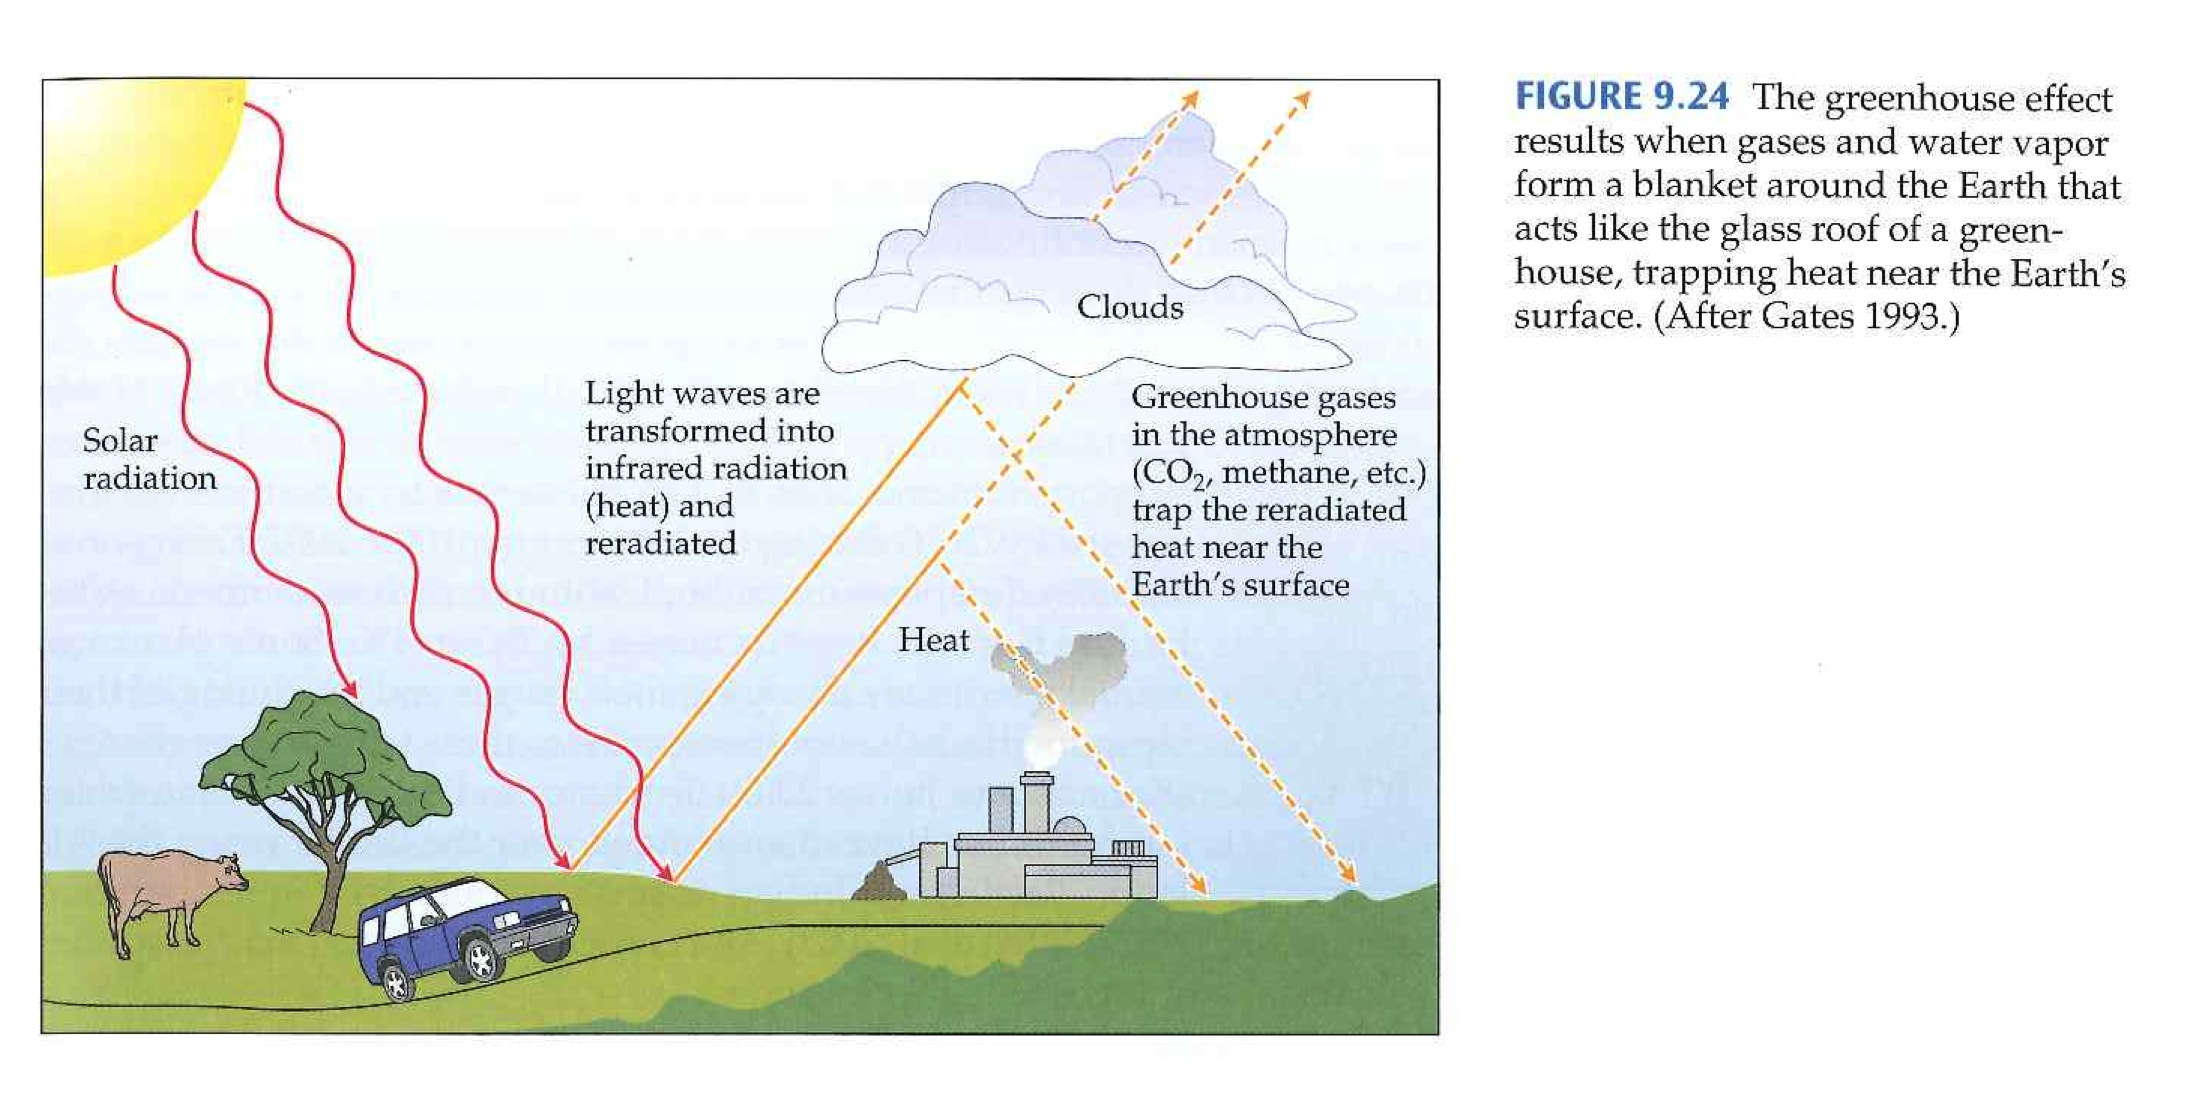 Solar
radiation
Light waves are
transformed into
infrared radiation
(heat) and
reradiated
Clouds
Greenhouse gases
in the atmosphere
(CO₂, methane, etc.)
trap the reradiated
heat near the
Earth's surface
Heat
FIGURE 9.24 The greenhouse effect
results when gases and water vapor
form a blanket around the Earth that
acts like the glass roof of a green-
house, trapping heat near the Earth's
surface. (After Gates 1993.)